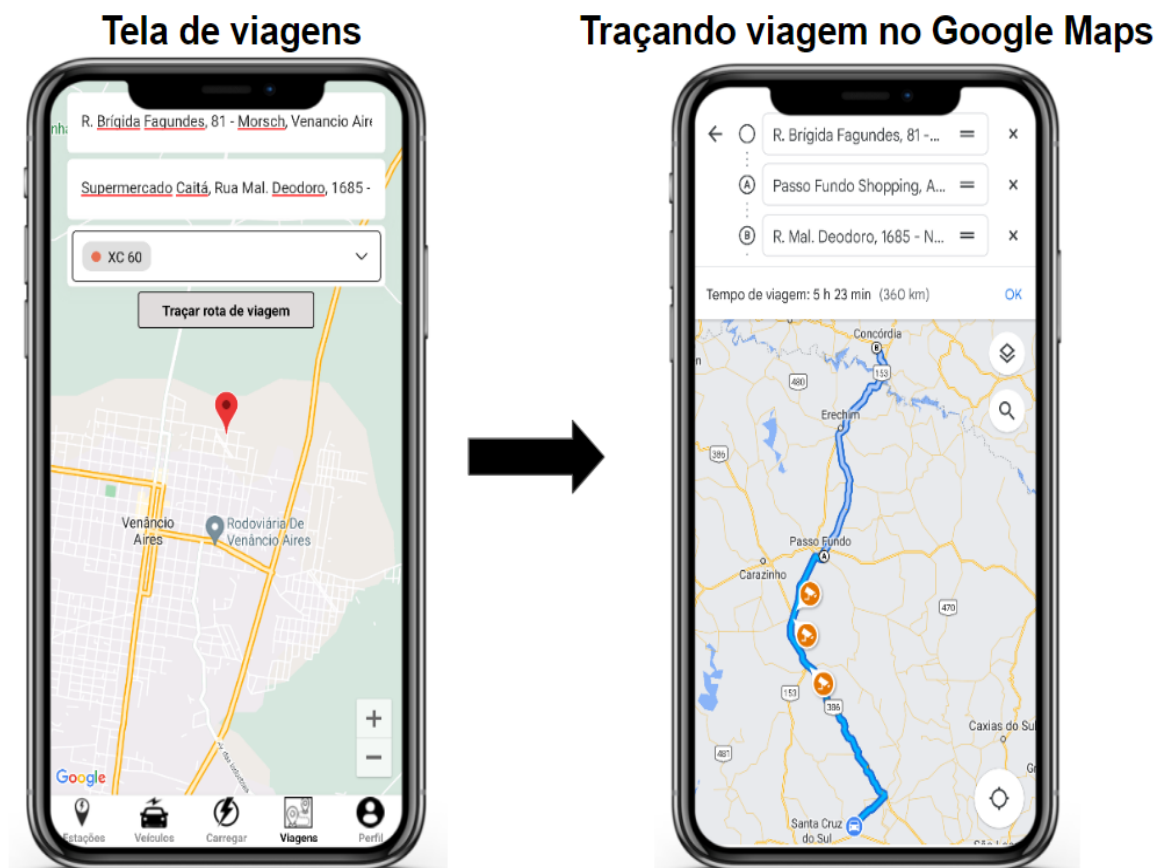 Tela de viagens
Traçando viagem no Google Maps
R. Brígida Fagundes, 81 - Morsch, Venancio Aire
Supermercado Caitá, Rua Mal. Deodoro, 1685 -
XC 60
Traçar rota de viagem
Venâncio
Aires
Rodoviária De
Venâncio Aires
Google
+
−
Estações
Veículos
Carregar
Viagens
Perfil
R. Brígida Fagundes, 81 -...
A
Passo Fundo Shopping, A...
B
R. Mal. Deodoro, 1685 - N...
Tempo de viagem: 5 h 23 min (360 km)
OK
Concórdia
B
153
480
Erechim
386
Passo Fundo
A
Carazinho
470
153
386
Caxias do Sul
481
Santa Cruz
do Sul